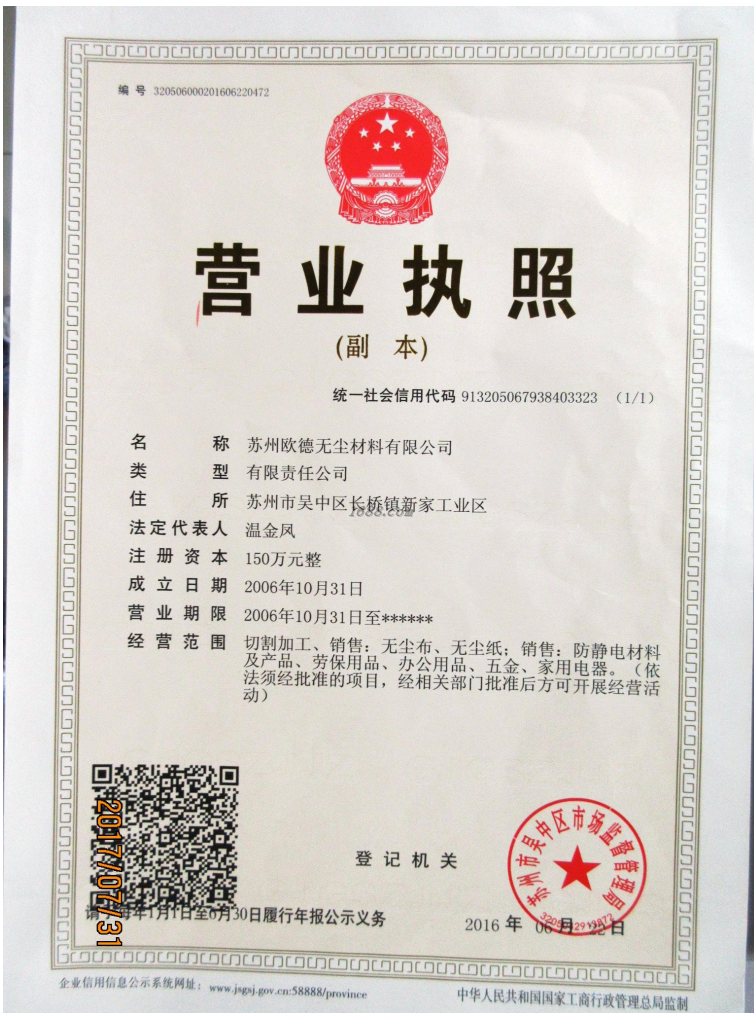 编 号 320506000201606220472
营业执照
(副 本)
统一社会信用代码 913205067938403323 (1/1)
名 称 苏州欧德无尘材料有限公司
类 型 有限责任公司
住 所 苏州市吴中区长桥镇新家工业区
1688.com
法定代表人 温金凤
注 册 资 本 150万元整
成 立 日 期 2006年10月31日
营 业 期 限 2006年10月31日至******
经 营 范 围 切割加工、销售：无尘布、无尘纸；销售：防静电材料
及产品、劳保用品、办公用品、五金、家用电器。（依
法须经批准的项目，经相关部门批准后方可开展经营活
动）
2017/07/31
苏州市吴中区市场监督管理局
登 记 机 关
请 每年1月1日至6月30日履行年报公示义务
2016 年 06 月 22 日
企业信用信息公示系统网址：www.jsgsj.gov.cn:58888/province
中华人民共和国国家工商行政管理总局监制